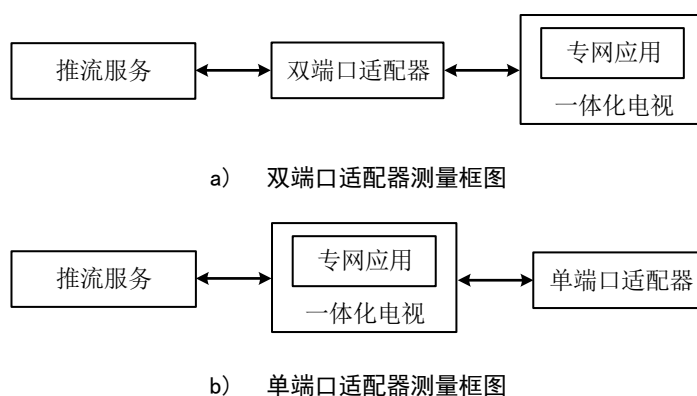 推流服务
双端口适配器
专网应用
一体化电视
a） 双端口适配器测量框图
推流服务
专网应用
一体化电视
单端口适配器
b） 单端口适配器测量框图